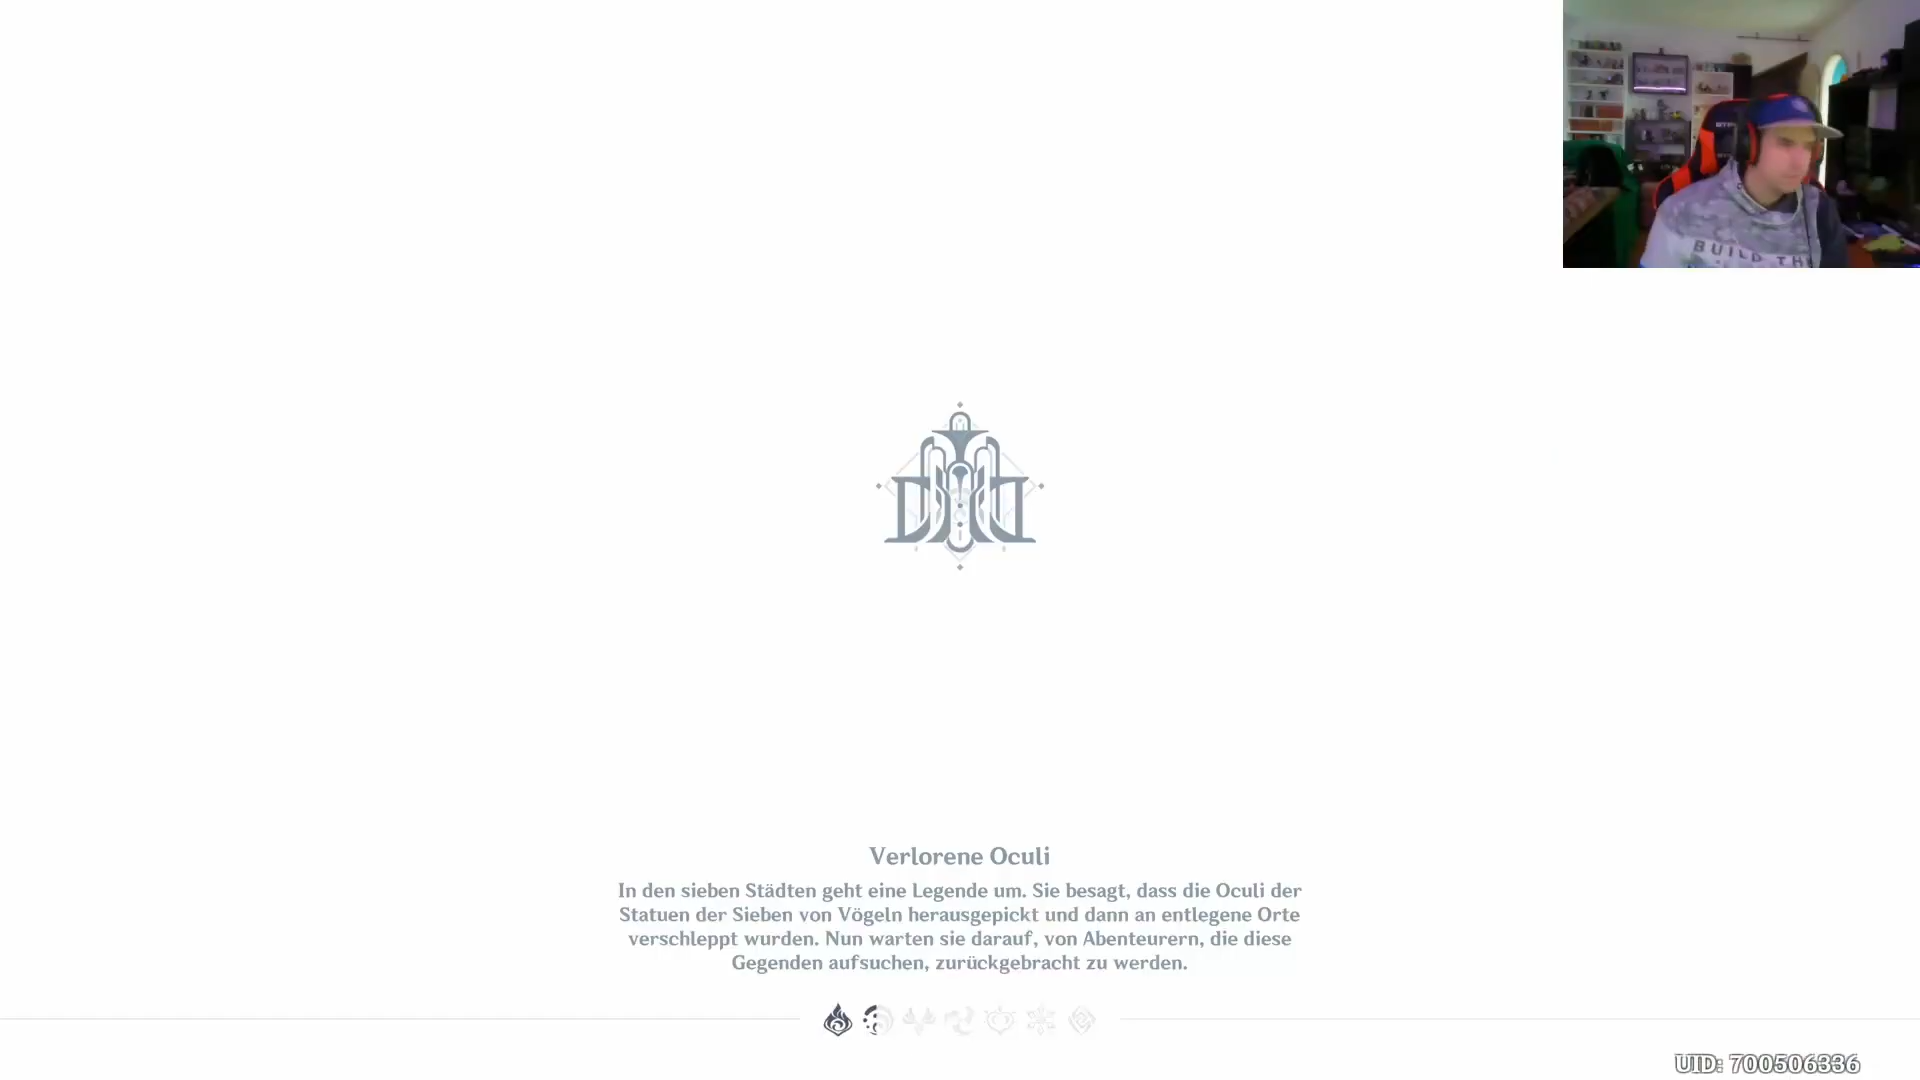 BUILD THE
Verlorene Oculi
In den sieben Städten geht eine Legende um. Sie besagt, dass die Oculi der
Statuen der Sieben von Vögeln herausgepickt und dann an entlegene Orte
verschleppt wurden. Nun warten sie darauf, von Abenteurern, die diese
Gegenden aufsuchen, zurückgebracht zu werden.
UID: 700506336